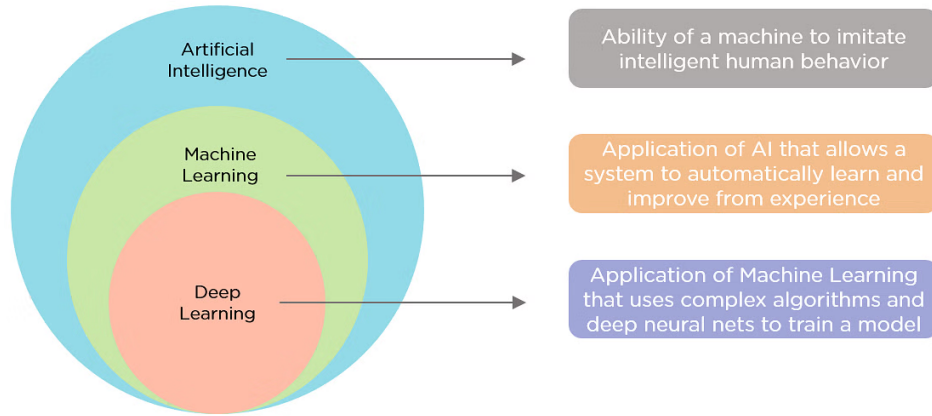 Artificial
Intelligence
Ability of a machine to imitate
intelligent human behavior
Machine
Learning
Application of AI that allows a
system to automatically learn and
improve from experience
Deep
Learning
Application of Machine Learning
that uses complex algorithms and
deep neural nets to train a model